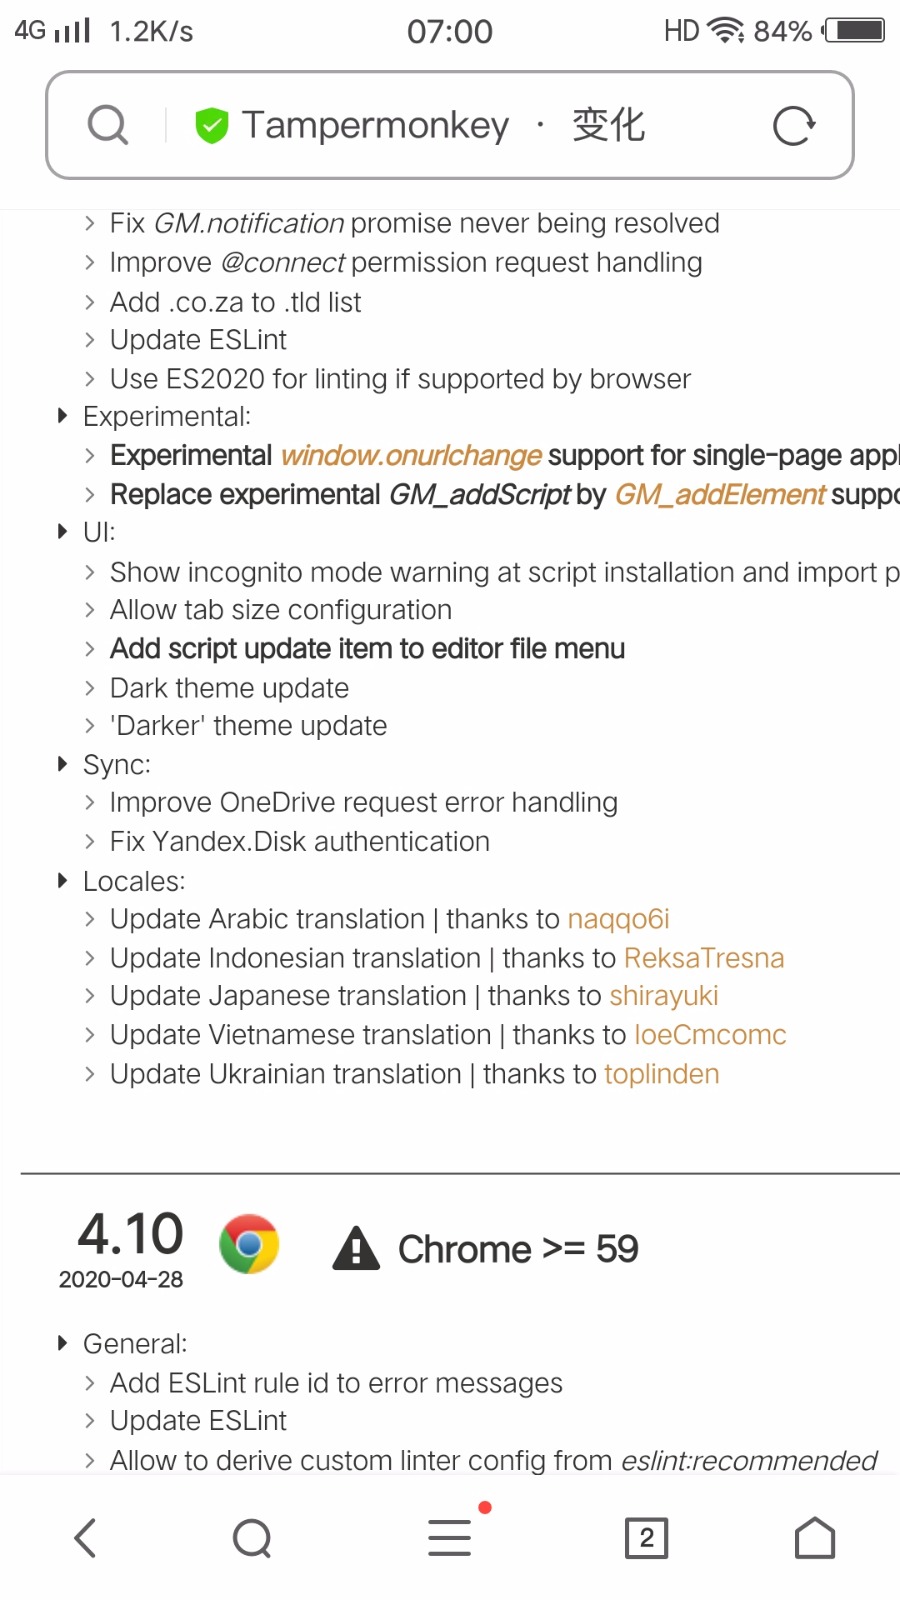 4G 1.2K/s 07:00 HD 84%
Tampermonkey · 变化
Fix GM.notification promise never being resolved
Improve @connect permission request handling
Add .co.za to .tld list
Update ESLint
Use ES2020 for linting if supported by browser
Experimental:
Experimental window.onurlchange support for single-page appl
Replace experimental GM_addScript by GM_addElement suppo
UI:
Show incognito mode warning at script installation and import p
Allow tab size configuration
Add script update item to editor file menu
Dark theme update
'Darker' theme update
Sync:
Improve OneDrive request error handling
Fix Yandex.Disk authentication
Locales:
Update Arabic translation | thanks to naqqo6i
Update Indonesian translation | thanks to ReksaTresna
Update Japanese translation | thanks to shirayuki
Update Vietnamese translation | thanks to loeCmcomc
Update Ukrainian translation | thanks to toplinden
4.10 Chrome >= 59
2020-04-28
General:
Add ESLint rule id to error messages
Update ESLint
Allow to derive custom linter config from eslint:recommended
2